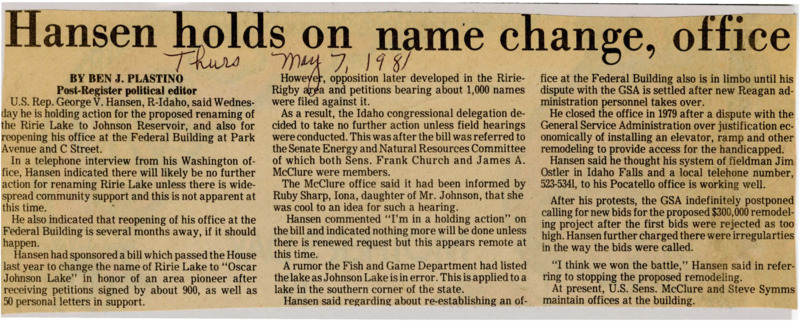 Hansen holds on name change, office
Thurs May 7, 1981
BY BEN J. PLASTINO
Post-Register political editor
U.S. Rep. George V. Hansen, R-Idaho, said Wednes-
day he is holding action for the proposed renaming of
the Ririe Lake to Johnson Reservoir, and also for
reopening his office at the Federal Building at Park
Avenue and C Street.
In a telephone interview from his Washington of-
fice, Hansen indicated there will likely be no further
action for renaming Ririe Lake unless there is wide-
spread community support and this is not apparent at
this time.
He also indicated that reopening of his office at the
Federal Building is several months away, if it should
happen.
Hansen had sponsored a bill which passed the House
last year to change the name of Ririe Lake to "Oscar
Johnson Lake" in honor of an area pioneer after
receiving petitions signed by about 900, as well as
50 personal letters in support.
However, opposition later developed in the Ririe-
Rigby area and petitions bearing about 1,000 names
were filed against it.
As a result, the Idaho congressional delegation de-
cided to take no further action unless field hearings
were conducted. This was after the bill was referred to
the Senate Energy and Natural Resources Committee
of which both Sens. Frank Church and James A.
McClure were members.
The McClure office said it had been informed by
Ruby Sharp, Iona, daughter of Mr. Johnson, that she
was cool to an idea for such a hearing.
Hansen commented "I'm in a holding action" on
the bill and indicated nothing more will be done unless
there is renewed request but this appears remote at
this time.
A rumor the Fish and Game Department had listed
the lake as Johnson Lake is in error. This is applied to a
lake in the southern corner of the state.
Hansen said regarding about re-establishing an of-
fice at the Federal Building also is in limbo until his
dispute with the GSA is settled after new Reagan ad-
ministration personnel takes over.
He closed the office in 1979 after a dispute with the
General Service Administration over justification ec-
onomically of installing an elevator, ramp and other
remodeling to provide access for the handicapped.
Hansen said he thought his system of fieldman Jim
Ostler in Idaho Falls and a local telehone number,
523-5341, to his Pocatello office is working well.
After his protests, the GSA indefinitely postponed
calling for new bids for the proposed $300,000 remodel-
ing project after the first bids were rejected as too
high. Hansen further charged there were irregularties
in the way the bids were called.
"I think we won the battle," Hansen said in refer-
ring to stopping the proposed remodeling.
At present, U.S. Sens. McClure and Steve Symms
maintain offices at the building.